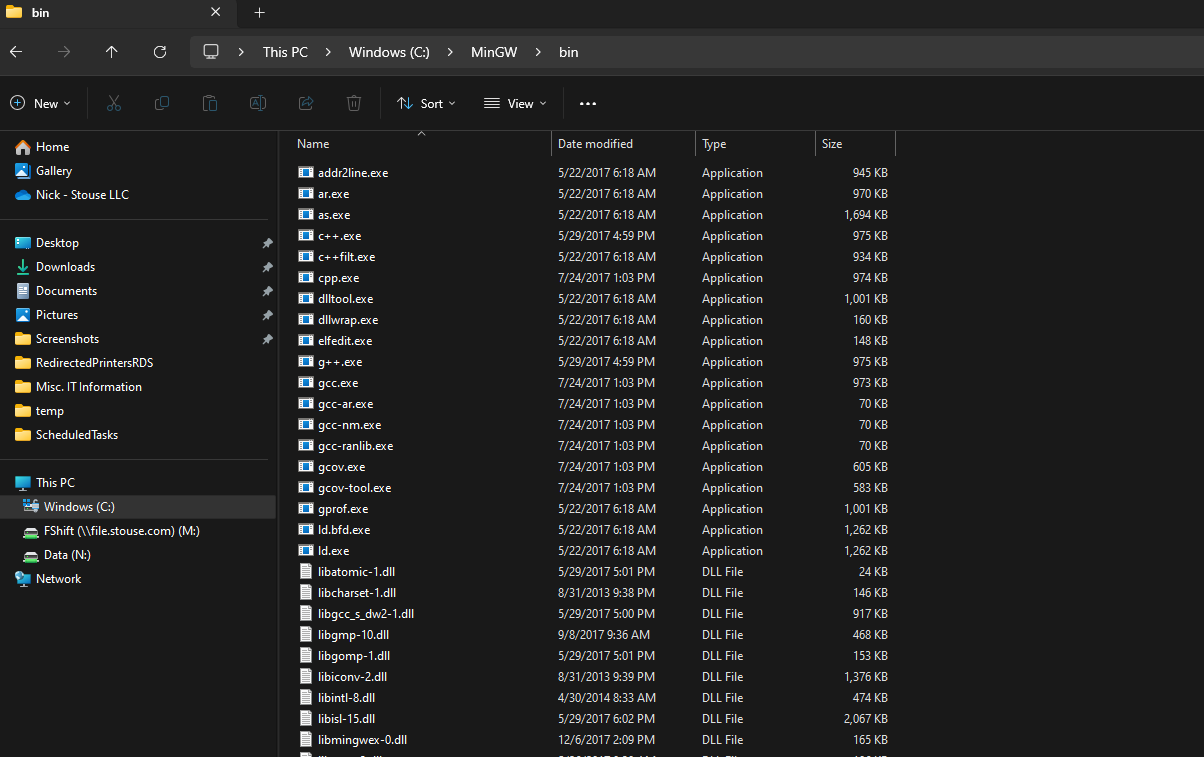 bin
This PC > Windows (C:) > MinGW > bin
New
Sort
View
Home
Gallery
Nick - Stouse LLC
Desktop
Downloads
Documents
Pictures
Screenshots
RedirectedPrintersRDS
Misc. IT Information
temp
ScheduledTasks
This PC
Windows (C:)
FShift (\\file.stouse.com) (M:)
Data (N:)
Network
Name Date modified Type Size
addr2line.exe 5/22/2017 6:18 AM Application 945 KB
ar.exe 5/22/2017 6:18 AM Application 970 KB
as.exe 5/22/2017 6:18 AM Application 1,694 KB
c++.exe 5/29/2017 4:59 PM Application 975 KB
c++filt.exe 5/22/2017 6:18 AM Application 934 KB
cpp.exe 7/24/2017 1:03 PM Application 974 KB
dlltool.exe 5/22/2017 6:18 AM Application 1,001 KB
dllwrap.exe 5/22/2017 6:18 AM Application 160 KB
elfedit.exe 5/22/2017 6:18 AM Application 148 KB
g++.exe 5/29/2017 4:59 PM Application 975 KB
gcc.exe 7/24/2017 1:03 PM Application 973 KB
gcc-ar.exe 7/24/2017 1:03 PM Application 70 KB
gcc-nm.exe 7/24/2017 1:03 PM Application 70 KB
gcc-ranlib.exe 7/24/2017 1:03 PM Application 70 KB
gcov.exe 7/24/2017 1:03 PM Application 605 KB
gcov-tool.exe 7/24/2017 1:03 PM Application 583 KB
gprof.exe 5/22/2017 6:18 AM Application 1,001 KB
ld.bfd.exe 5/22/2017 6:18 AM Application 1,262 KB
ld.exe 5/22/2017 6:18 AM Application 1,262 KB
libatomic-1.dll 5/29/2017 5:01 PM DLL File 24 KB
libcharset-1.dll 8/31/2013 9:38 PM DLL File 146 KB
libgcc_s_dw2-1.dll 5/29/2017 5:00 PM DLL File 917 KB
libgmp-10.dll 9/8/2017 9:36 AM DLL File 468 KB
libgomp-1.dll 5/29/2017 5:01 PM DLL File 153 KB
libiconv-2.dll 8/31/2013 9:39 PM DLL File 1,376 KB
libintl-8.dll 4/30/2014 8:33 AM DLL File 474 KB
libisl-15.dll 5/29/2017 6:02 PM DLL File 2,067 KB
libmingwex-0.dll 12/6/2017 2:09 PM DLL File 165 KB